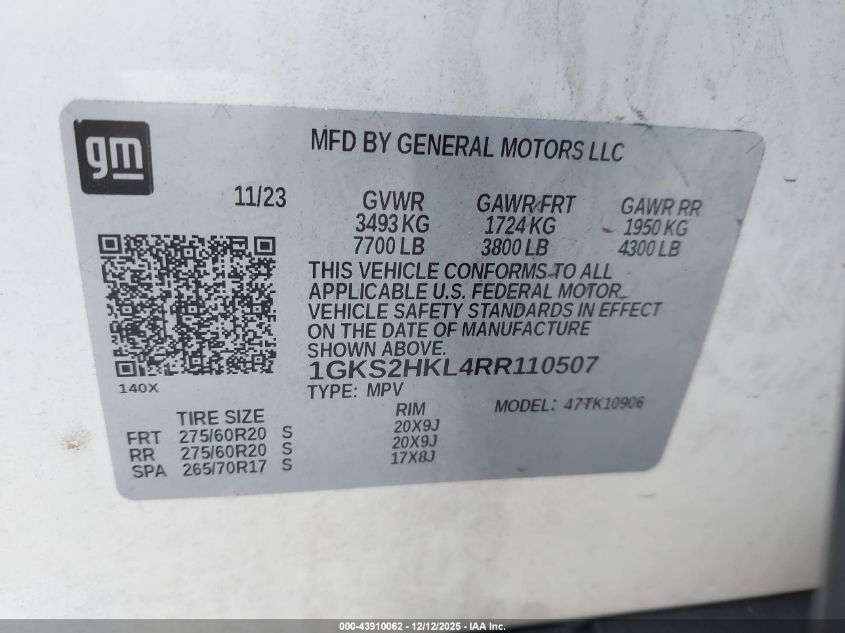 gm
MFD BY GENERAL MOTORS LLC
11/23 GVWR GAWR FRT GAWR RR
3493 KG 1724 KG 1950 KG
7700 LB 3800 LB 4300 LB
THIS VEHICLE CONFORMS TO ALL
APPLICABLE U.S. FEDERAL MOTOR
VEHICLE SAFETY STANDARDS IN EFFECT
ON THE DATE OF MANUFACTURE
SHOWN ABOVE.
1GKS2HKL4RR110507
140X
TYPE: MPV MODEL: 47TK10906
TIRE SIZE RIM
FRT 275/60R20 S 20X9J
RR 275/60R20 S 20X9J
SPA 265/70R17 S 17X8J
000-43910062 - 12/12/2025 - IAA Inc.